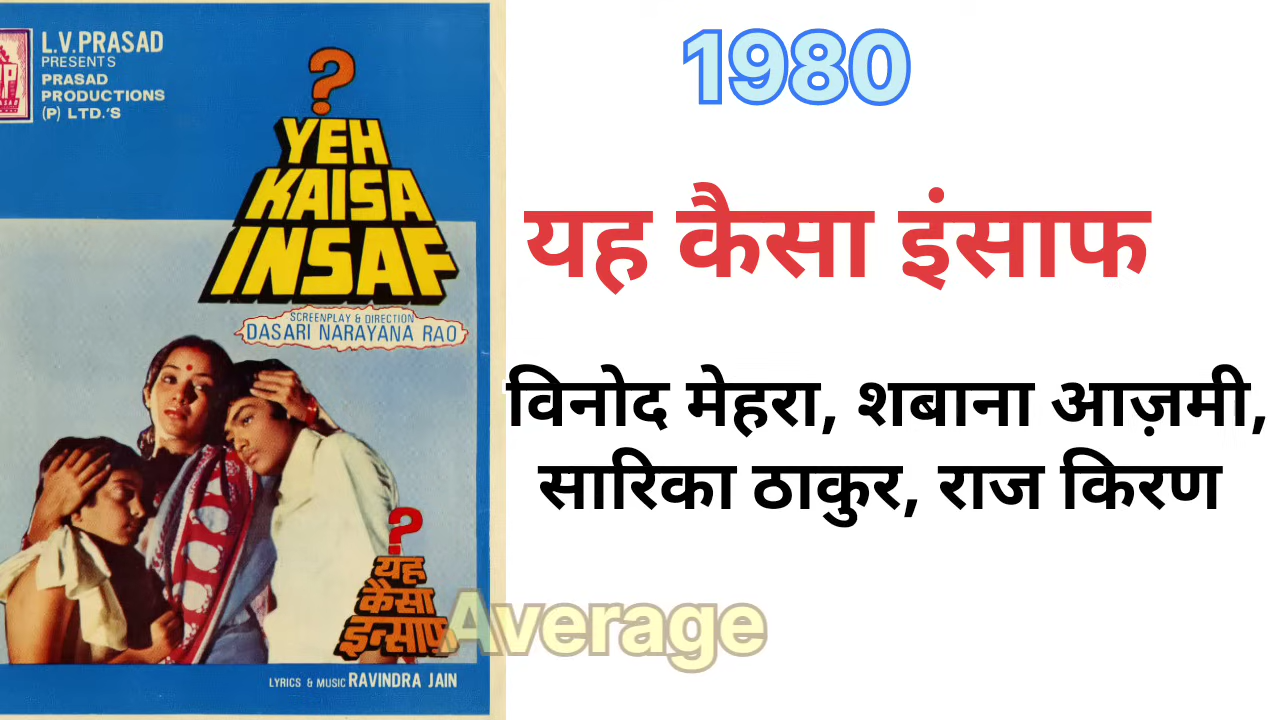 L.V.PRASAD
PRESENTS
PRASAD
PRODUCTIONS
(P) LTD.'S
?
YEH
KAISA
INSAF
SCREENPLAY & DIRECTION
DASARI NARAYANA RAO
?
यह
कैसा
इन्साफ़
LYRICS & MUSIC RAVINDRA JAIN
1980
यह कैसा इंसाफ
विनोद मेहरा, शबाना आज़मी,
सारिका ठाकुर, राज किरण
Average